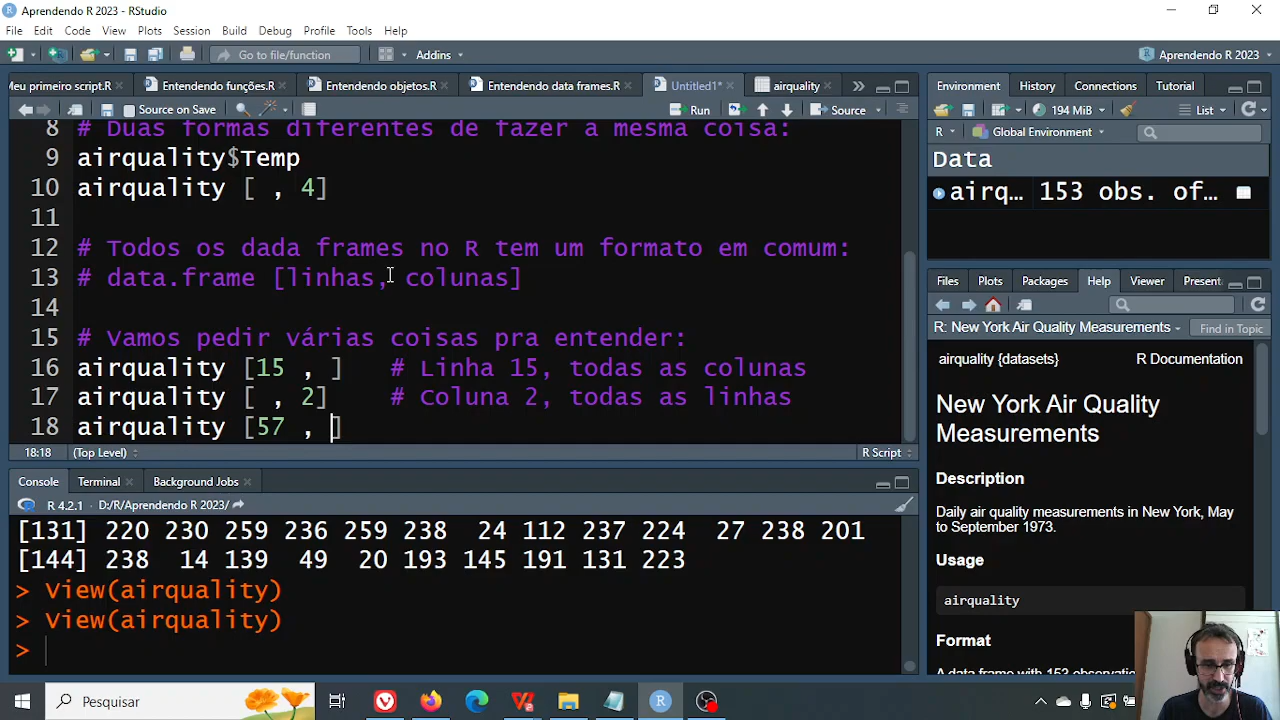 Aprendendo R 2023 - RStudio
File Edit Code View Plots Session Build Debug Profile Tools Help
Go to file/function Addins Aprendendo R 2023
Meu primeiro script.R Entendendo funções.R Entendendo objetos.R Entendendo data frames.R Untitled1* airquality
Source on Save Run Source
8 # Duas formas diferentes de fazer a mesma coisa:
9 airquality$Temp
10 airquality [ , 4]
11
12 # Todos os dada frames no R tem um formato em comum:
13 # data.frame [linhas, colunas]
14
15 # Vamos pedir várias coisas pra entender:
16 airquality [15 , ] # Linha 15, todas as colunas
17 airquality [ , 2] # Coluna 2, todas as linhas
18 airquality [57 , ]
18:18 (Top Level) R Script
Console Terminal Background Jobs
R 4.2.1 · D:/R/Aprendendo R 2023/
[131] 220 230 259 236 259 238 24 112 237 224 27 238 201
[144] 238 14 139 49 20 193 145 191 131 223
> View(airquality)
> View(airquality)
>
Environment History Connections Tutorial
194 MiB List
R Global Environment
Data
airq… 153 obs. of…
Files Plots Packages Help Viewer Present
R: New York Air Quality Measurements Find in Topic
airquality {datasets} R Documentation
New York Air Quality
Measurements
Description
Daily air quality measurements in New York, May
to September 1973.
Usage
airquality
Format
A data frame with 153
Pesquisar